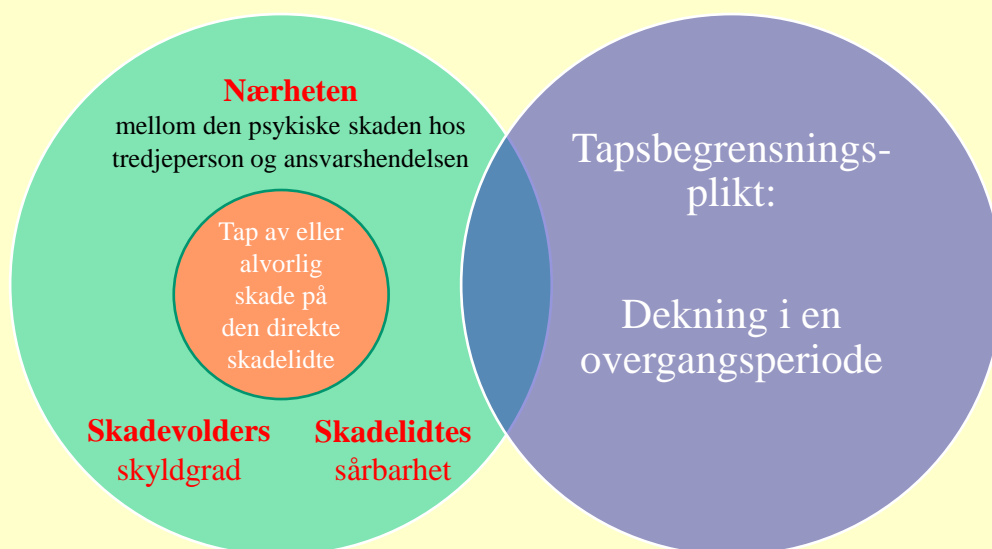 Nærheten
mellom den psykiske skaden hos
tredjeperson og ansvarshendelsen
Tap av eller
alvorlig
skade på
den direkte
skadelidte
Skadevolders
skyldgrad
Skadelidtes
sårbarhet
Tapsbegrensnings-
plikt:
Dekning i en
overgangsperiode